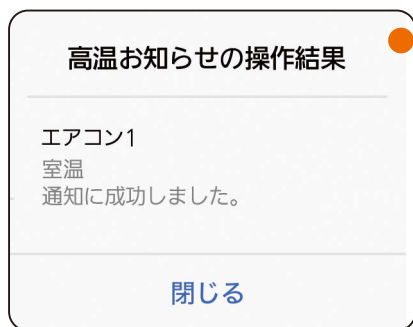 高温お知らせの操作結果
エアコン1
室温
通知に成功しました。
閉じる